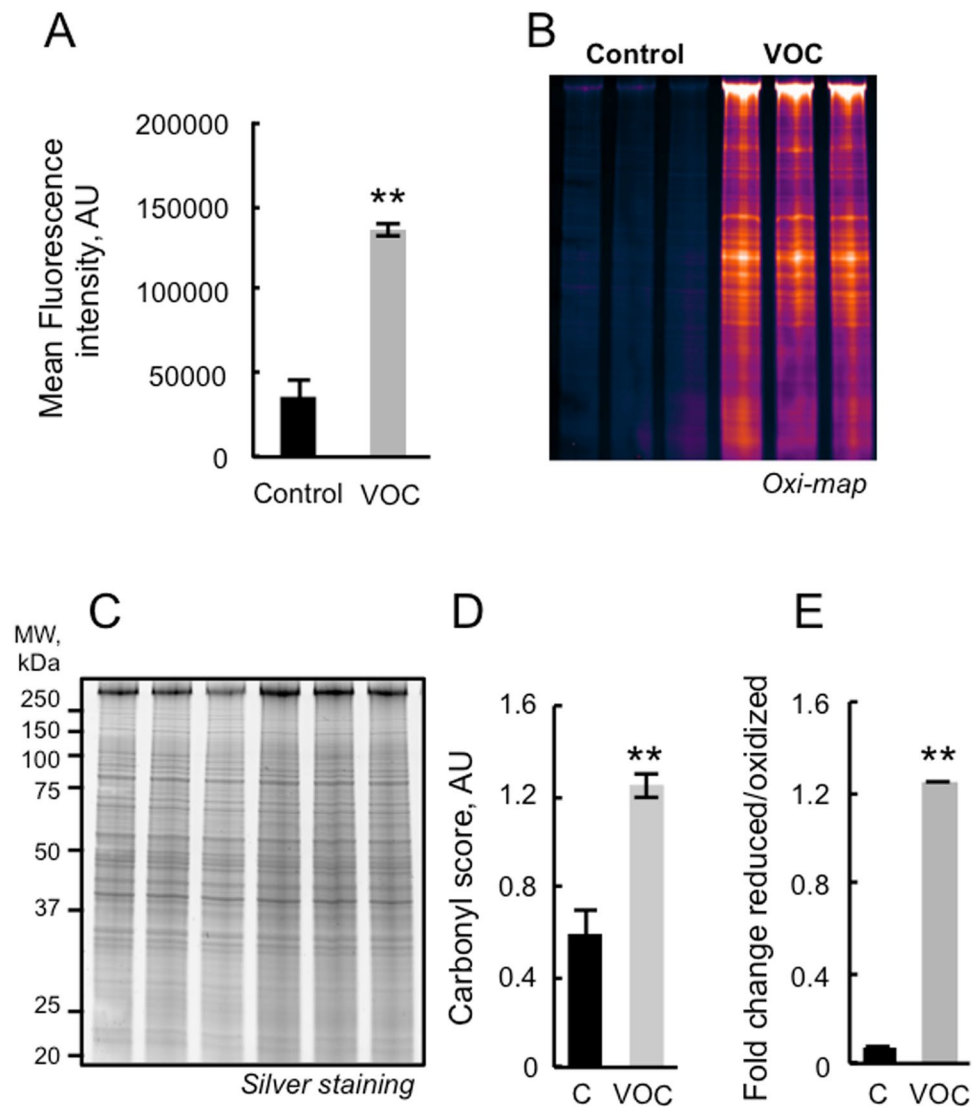 A
Mean Fluorescence
intensity, AU
200000
150000
100000
50000
0
**
Control VOC
B
Control VOC
Oxi-map
C
MW,
kDa
250
150
100
75
50
37
25
20
Silver staining
D
Carbonyl score, AU
1.6
1.2
0.8
0.4
0
**
C VOC
E
Fold change reduced/oxidized
1.6
1.2
0.8
0.4
0
**
C VOC